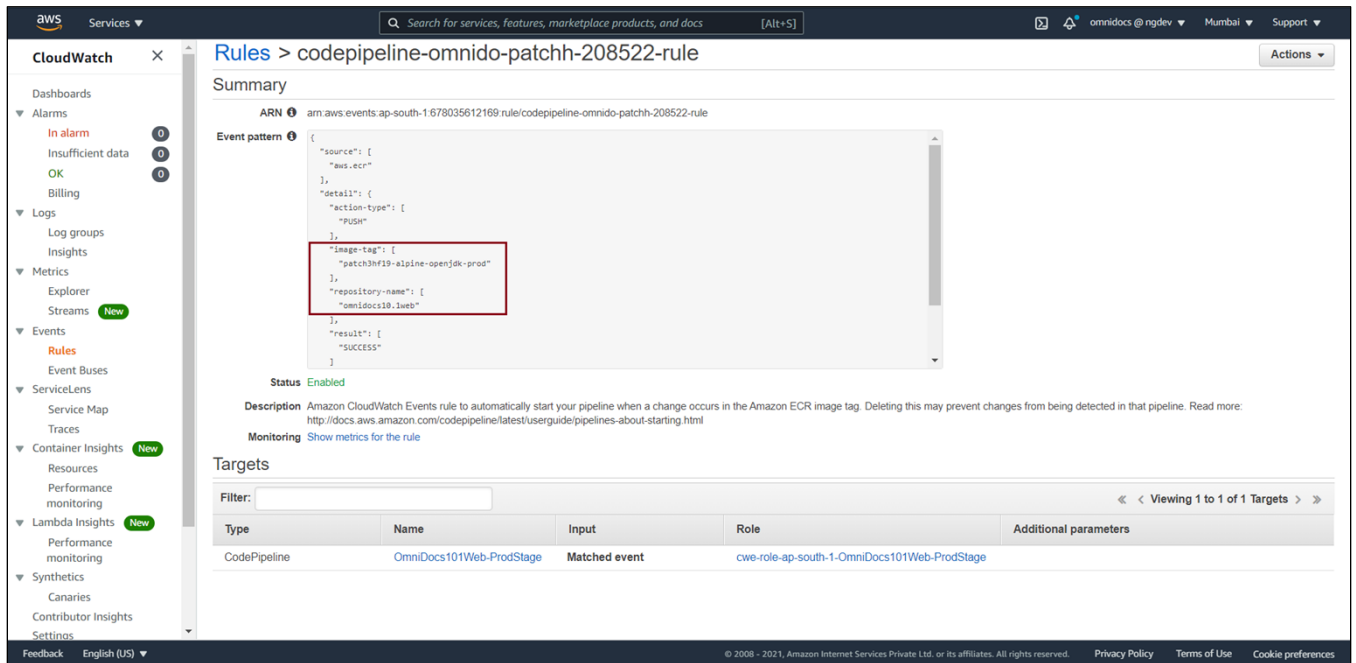 aws
Services ▼
Search for services, features, marketplace products, and docs [Alt+S]
omnidocs @ ngdev ▼
Mumbai ▼
Support ▼
CloudWatch ×
Dashboards
Alarms
In alarm 0
Insufficient data 0
OK 0
Billing
Logs
Log groups
Insights
Metrics
Explorer
Streams New
Events
Rules
Event Buses
ServiceLens
Service Map
Traces
Container Insights New
Resources
Performance
monitoring
Lambda Insights New
Performance
monitoring
Synthetics
Canaries
Contributor Insights
Settings
Rules > codepipeline-omnido-patchh-208522-rule
Actions
Summary
ARN arn:aws:events:ap-south-1:678035612169:rule/codepipeline-omnido-patchh-208522-rule
Event pattern {
"source": [
"aws.ecr"
],
"detail": {
"action-type": [
"PUSH"
],
"image-tag": [
"patch3hf19-alpine-openjdk-prod"
],
"repository-name": [
"omnidocs10.1web"
],
"result": [
"SUCCESS"
]
Status Enabled
Description Amazon CloudWatch Events rule to automatically start your pipeline when a change occurs in the Amazon ECR image tag. Deleting this may prevent changes from being detected in that pipeline. Read more:
http://docs.aws.amazon.com/codepipeline/latest/userguide/pipelines-about-starting.html
Monitoring Show metrics for the rule
Targets
Filter:
« < Viewing 1 to 1 of 1 Targets > »
Type Name Input Role Additional parameters
CodePipeline OmniDocs101Web-ProdStage Matched event cwe-role-ap-south-1-OmniDocs101Web-ProdStage
Feedback English (US) ▼ © 2008 - 2021, Amazon Internet Services Private Ltd. or its affiliates. All rights reserved. Privacy Policy Terms of Use Cookie preferences